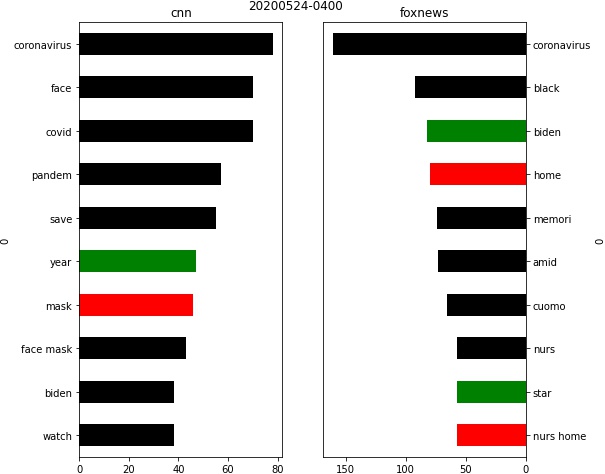 20200524-0400
cnn
foxnews
coronavirus
face
covid
pandem
save
year
mask
face mask
biden
watch
0
0 20 40 60 80
coronavirus
black
biden
home
memori
amid
cuomo
nurs
star
nurs home
0
150 100 50 0